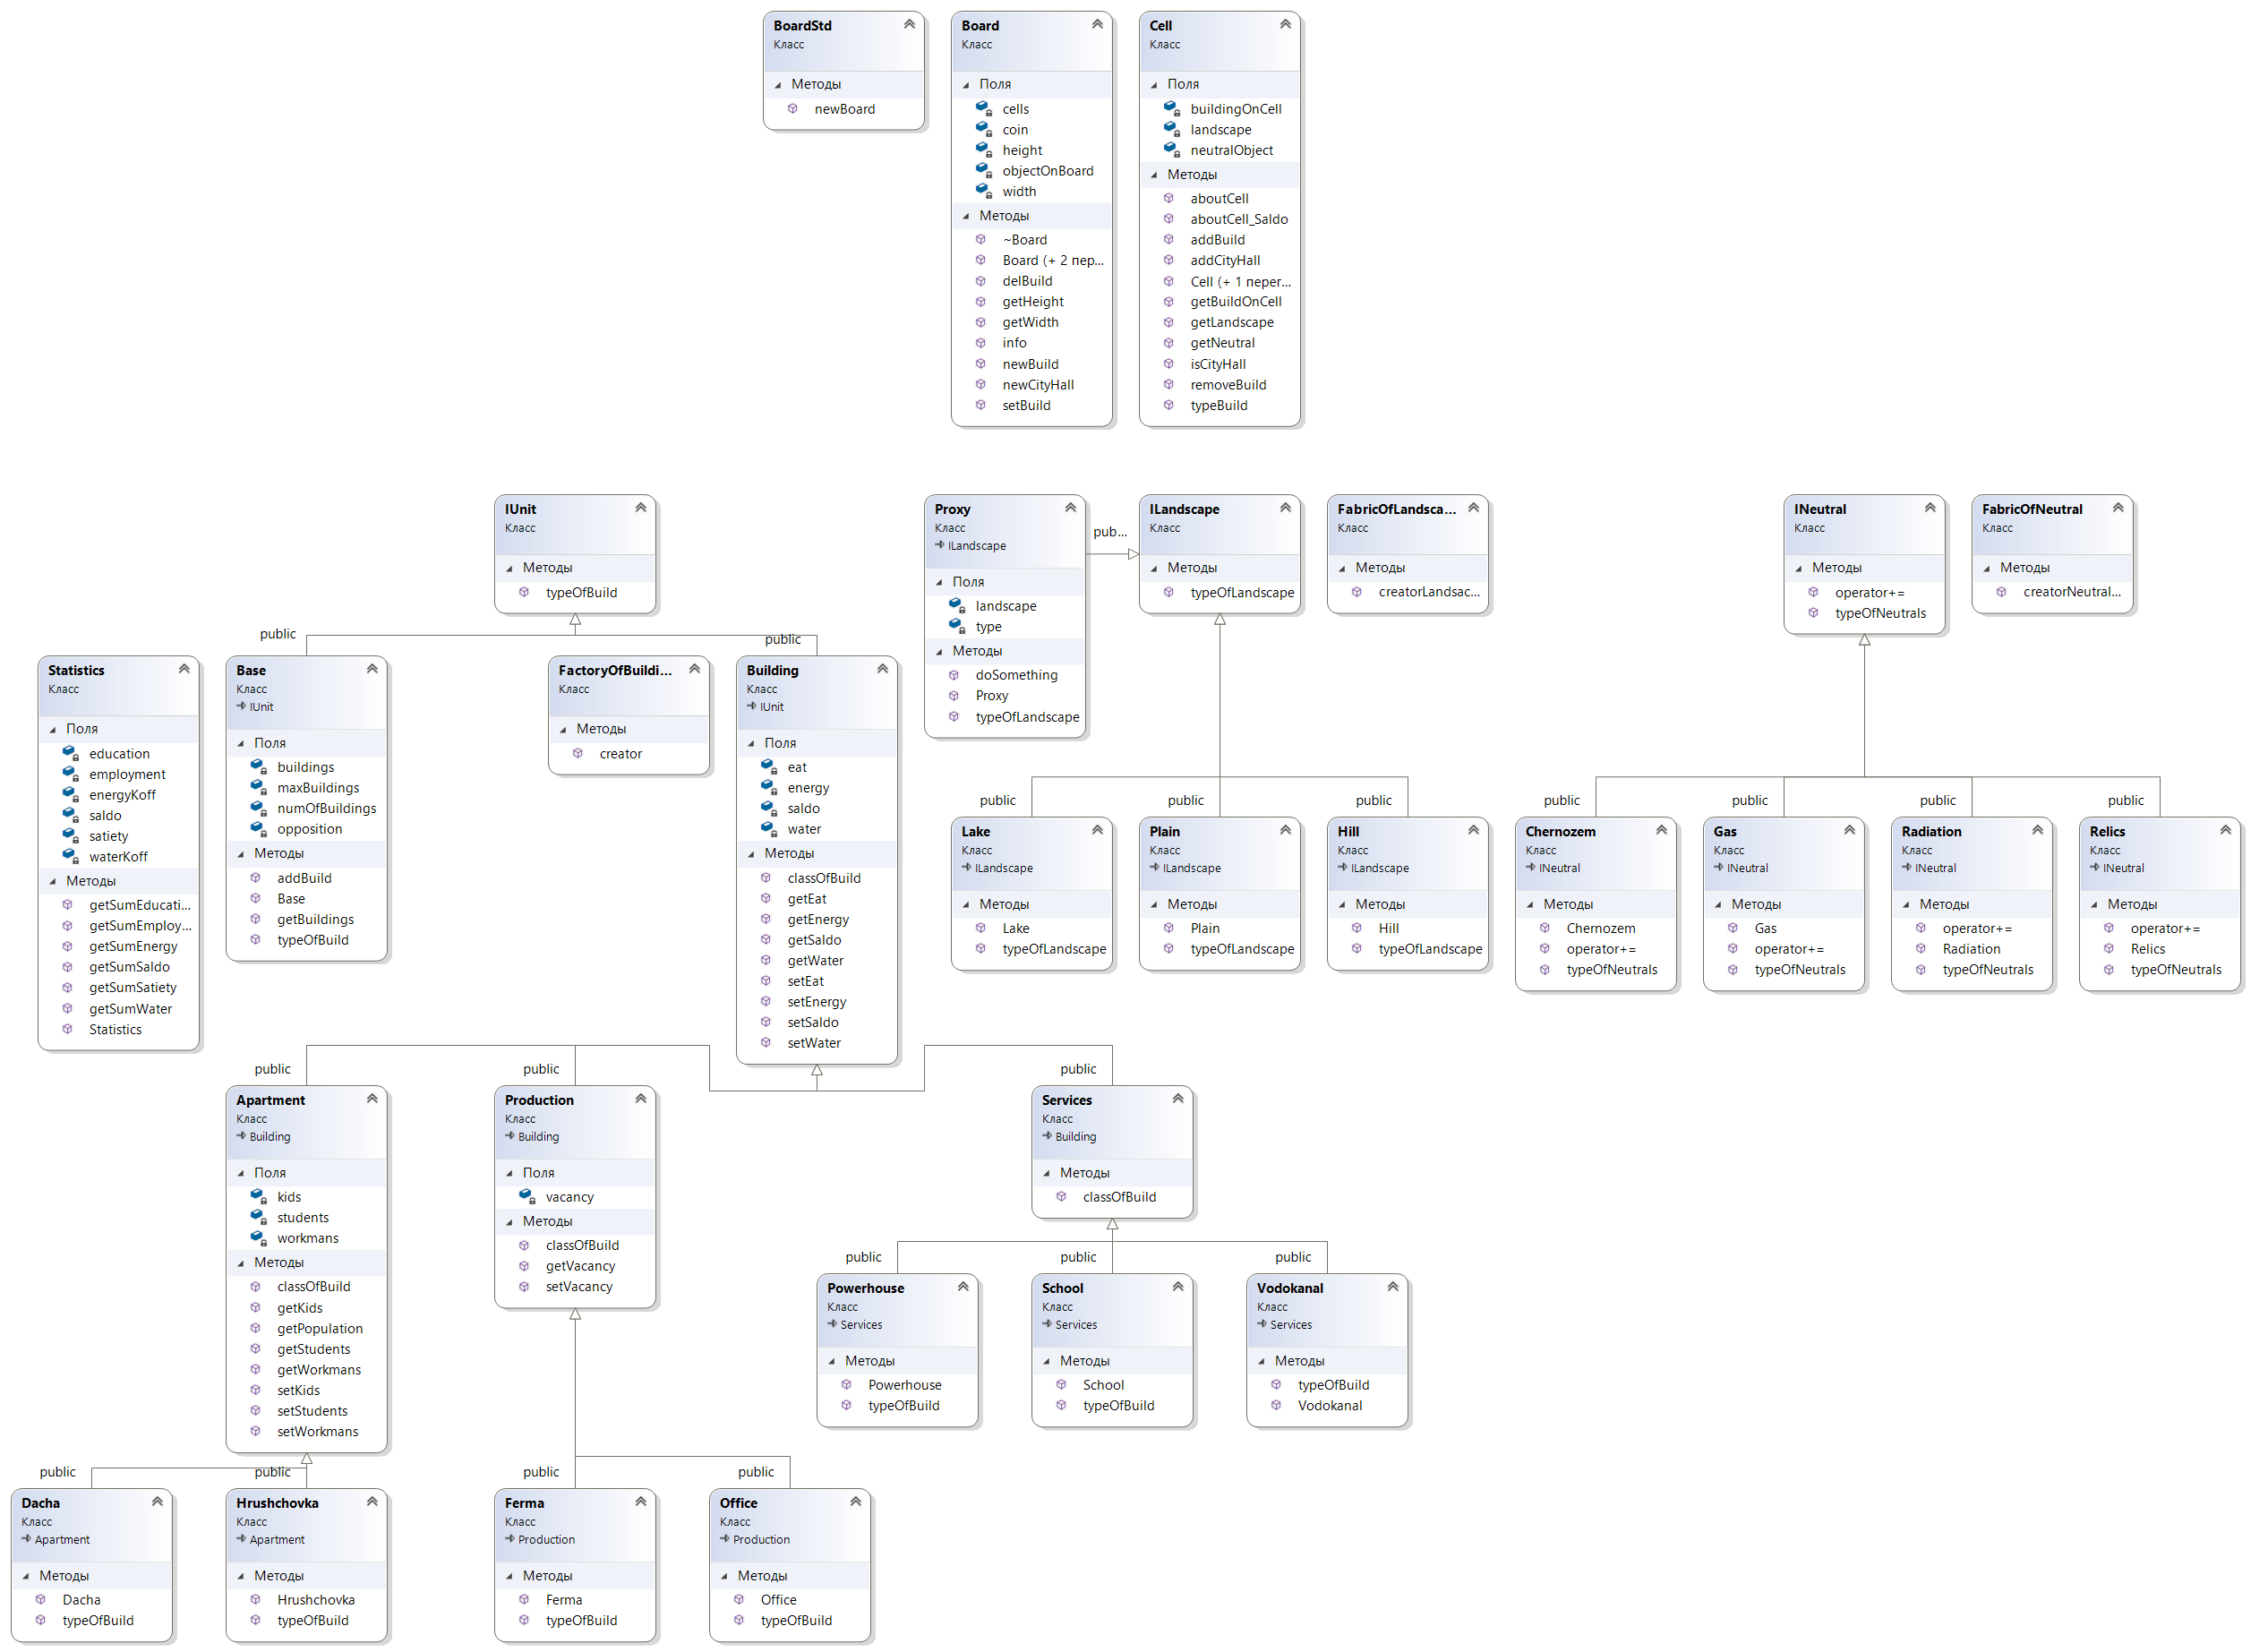 BoardStd
Класс
Методы
newBoard
Board
Класс
Поля
cells
coin
height
objectOnBoard
width
Методы
~Board
Board (+ 2 пер...
delBuild
getHeight
getWidth
info
newBuild
newCityHall
setBuild
Cell
Класс
Поля
buildingOnCell
landscape
neutralObject
Методы
aboutCell
aboutCell_Saldo
addBuild
addCityHall
Cell (+ 1 перег...
getBuildOnCell
getLandscape
getNeutral
isCityHall
removeBuild
typeBuild
IUnit
Класс
Методы
typeOfBuild
Proxy
Класс
ILandscape
Поля
landscape
type
Методы
doSomething
Proxy
typeOfLandscape
pub...
ILandscape
Класс
Методы
typeOfLandscape
FabricOfLandsca...
Класс
Методы
creatorLandsac...
INeutral
Класс
Методы
operator+=
typeOfNeutrals
FabricOfNeutral
Класс
Методы
creatorNeutral...
public
public
Statistics
Класс
Поля
education
employment
energyKoff
saldo
satiety
waterKoff
Методы
getSumEducati...
getSumEmploy...
getSumEnergy
getSumSaldo
getSumSatiety
getSumWater
Statistics
Base
Класс
IUnit
Поля
buildings
maxBuildings
numOfBuildings
opposition
Методы
addBuild
Base
getBuildings
typeOfBuild
FactoryOfBuildi...
Класс
Методы
creator
Building
Класс
IUnit
Поля
eat
energy
saldo
water
Методы
classOfBuild
getEat
getEnergy
getSaldo
getWater
setEat
setEnergy
setSaldo
setWater
public
public
public
public
public
public
public
Lake
Класс
ILandscape
Методы
Lake
typeOfLandscape
Plain
Класс
ILandscape
Методы
Plain
typeOfLandscape
Hill
Класс
ILandscape
Методы
Hill
typeOfLandscape
Chernozem
Класс
INeutral
Методы
Chernozem
operator+=
typeOfNeutrals
Gas
Класс
INeutral
Методы
Gas
operator+=
typeOfNeutrals
Radiation
Класс
INeutral
Методы
operator+=
Radiation
typeOfNeutrals
Relics
Класс
INeutral
Методы
operator+=
Relics
typeOfNeutrals
public
public
public
Apartment
Класс
Building
Поля
kids
students
workmans
Методы
classOfBuild
getKids
getPopulation
getStudents
getWorkmans
setKids
setStudents
setWorkmans
Production
Класс
Building
Поля
vacancy
Методы
classOfBuild
getVacancy
setVacancy
Services
Класс
Building
Методы
classOfBuild
public
public
public
Powerhouse
Класс
Services
Методы
Powerhouse
typeOfBuild
School
Класс
Services
Методы
School
typeOfBuild
Vodokanal
Класс
Services
Методы
typeOfBuild
Vodokanal
public
public
public
public
Dacha
Класс
Apartment
Методы
Dacha
typeOfBuild
Hrushchovka
Класс
Apartment
Методы
Hrushchovka
typeOfBuild
Ferma
Класс
Production
Методы
Ferma
typeOfBuild
Office
Класс
Production
Методы
Office
typeOfBuild